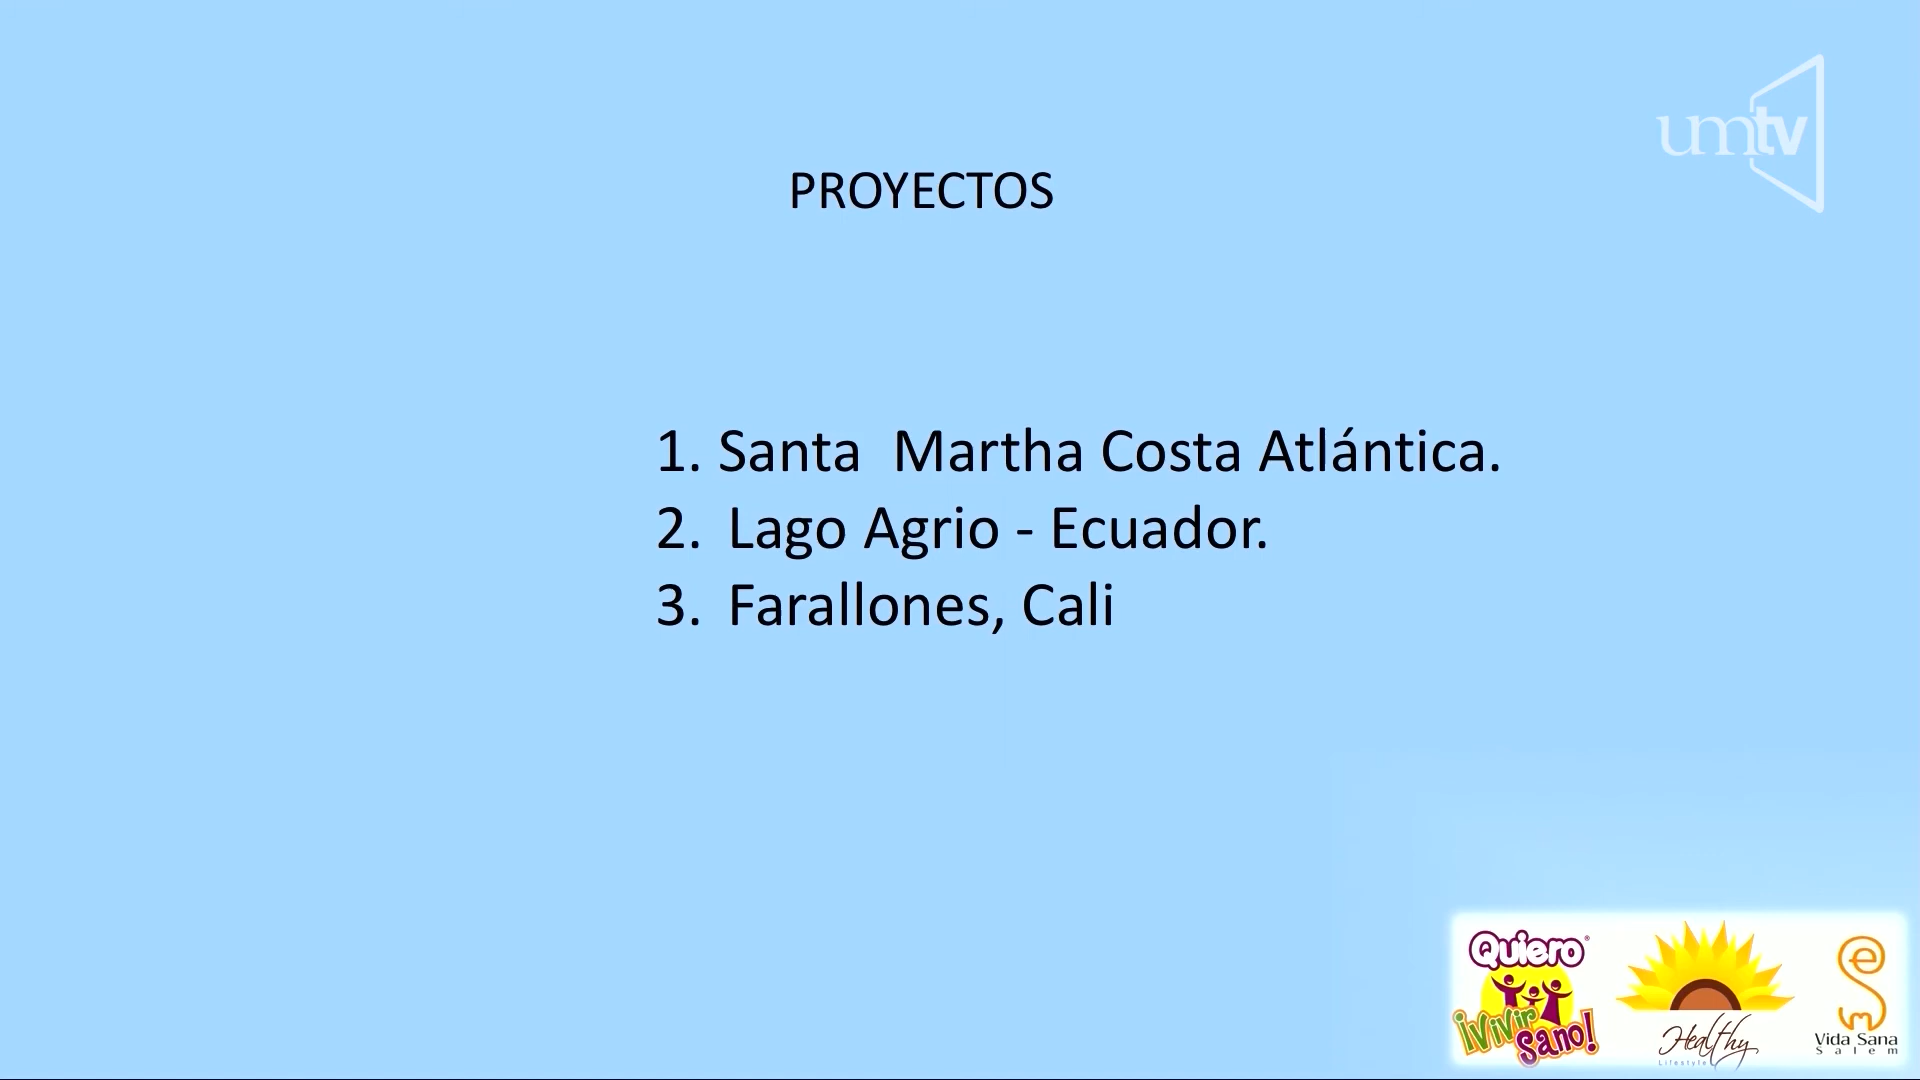 umtv
PROYECTOS
1. Santa  Martha Costa Atlántica.
2. Lago Agrio - Ecuador.
3. Farallones, Cali
Quiero
¡Vivir
Sano!
Healthy
Lifestyle
Vida Sana
Salem